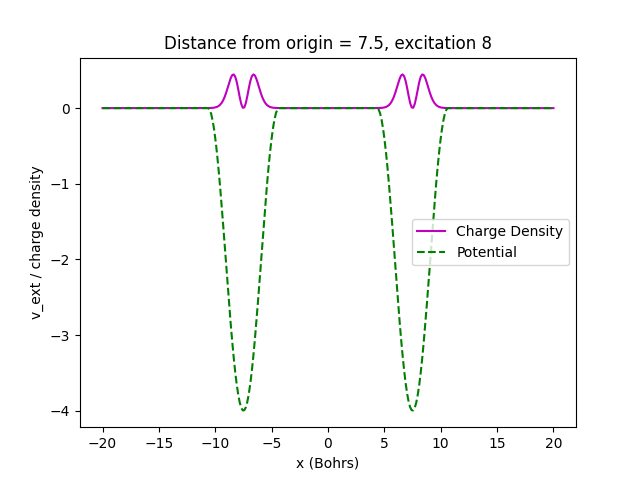 Distance from origin = 7.5, excitation 8
v_ext / charge density
0
−1
−2
−3
−4
Charge Density
Potential
−20 −15 −10 −5 0 5 10 15 20
x (Bohrs)